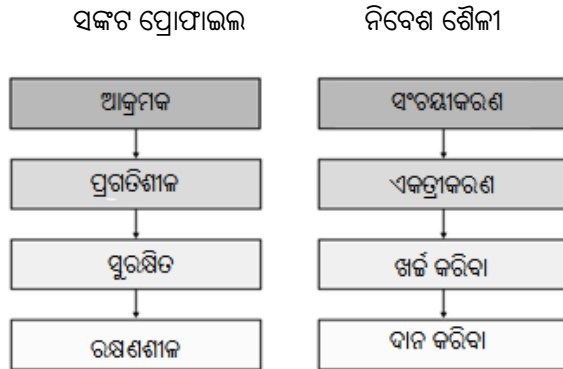 ସଙ୍କଟ ପ୍ରୋଫାଇଲ
ଆକ୍ରମକ
ପ୍ରଗତିଶୀଳ
ସୁରକ୍ଷିତ
ରକ୍ଷଣଶୀଳ
ନିବେଶ ଶୈଳୀ
ସଂଚୟୀକରଣ
ଏକତ୍ରୀକରଣ
ଖର୍ଚ୍ଚ କରିବା
ଦାନ କରିବା